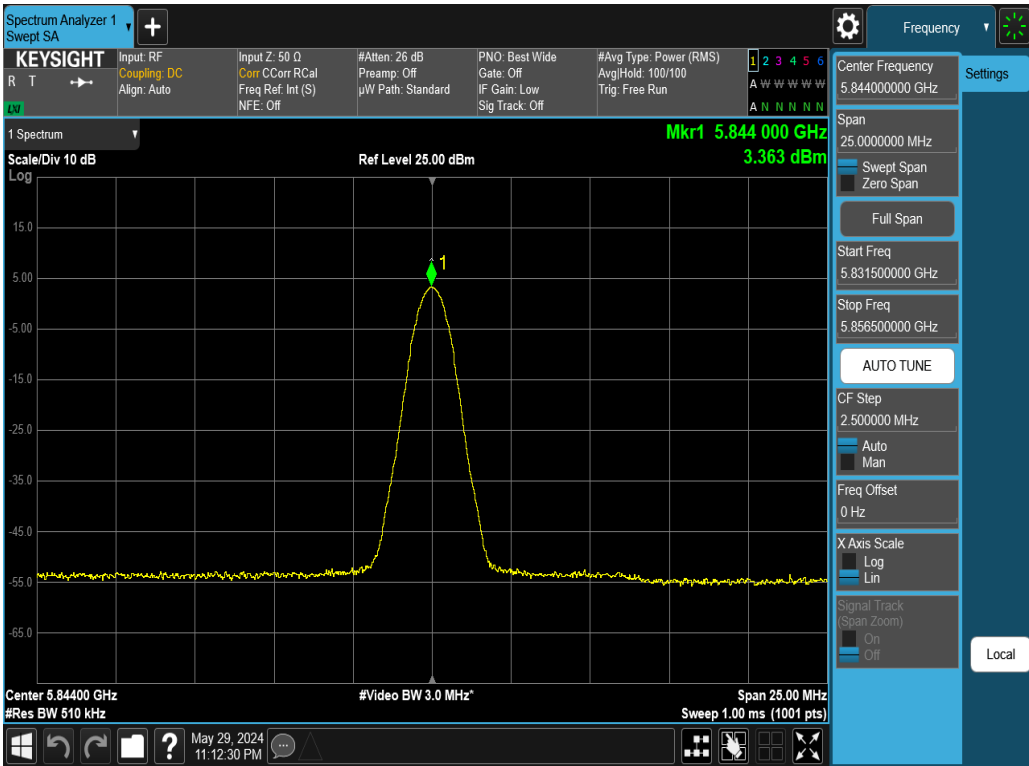 Spectrum Analyzer 1
Swept SA
+
Frequency
KEYSIGHT
R T
LXI
Input: RF
Coupling: DC
Align: Auto
Input Z: 50 Ω
Corr CCorr RCal
Freq Ref: Int (S)
NFE: Off
#Atten: 26 dB
Preamp: Off
µW Path: Standard
PNO: Best Wide
Gate: Off
IF Gain: Low
Sig Track: Off
#Avg Type: Power (RMS)
Avg|Hold: 100/100
Trig: Free Run
1 2 3 4 5 6
A W W W W W
A N N N N N
1 Spectrum
Scale/Div 10 dB
Log
Ref Level 25.00 dBm
Mkr1 5.844 000 GHz
3.363 dBm
1
15.0
5.00
-5.00
-15.0
-25.0
-35.0
-45.0
-55.0
-65.0
Center 5.84400 GHz
#Res BW 510 kHz
#Video BW 3.0 MHz*
Span 25.00 MHz
Sweep 1.00 ms (1001 pts)
Center Frequency
5.844000000 GHz
Span
25.0000000 MHz
Swept Span
Zero Span
Full Span
Start Freq
5.831500000 GHz
Stop Freq
5.856500000 GHz
AUTO TUNE
CF Step
2.500000 MHz
Auto
Man
Freq Offset
0 Hz
X Axis Scale
Log
Lin
Signal Track
(Span Zoom)
On
Off
Settings
Local
?
May 29, 2024
11:12:30 PM